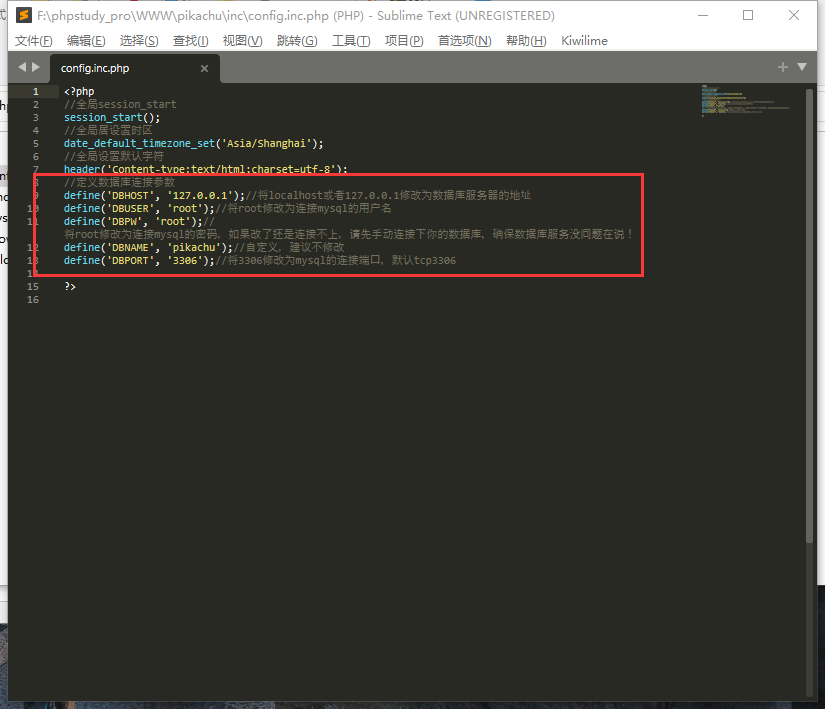 F:\phpstudy_pro\WWW\pikachu\inc\config.inc.php (PHP) - Sublime Text (UNREGISTERED)
文件(F) 编辑(E) 选择(S) 查找(I) 视图(V) 跳转(G) 工具(T) 项目(P) 首选项(N) 帮助(H) Kiwilime
config.inc.php
1 <?php
2 //全局session_start
3 session_start();
4 //全局居设置时区
5 date_default_timezone_set('Asia/Shanghai');
6 //全局设置默认字符
7 header('Content-type:text/html;charset=utf-8');
8 //定义数据库连接参数
9 define('DBHOST', '127.0.0.1');//将localhost或者127.0.0.1修改为数据库服务器的地址
10 define('DBUSER', 'root');//将root修改为连接mysql的用户名
11 define('DBPW', 'root');//
将root修改为连接mysql的密码，如果改了还是连接不上，请先手动连接下你的数据库，确保数据库服务没问题在说！
12 define('DBNAME', 'pikachu');//自定义，建议不修改
13 define('DBPORT', '3306');//将3306修改为mysql的连接端口，默认tcp3306
14
15 ?>
16